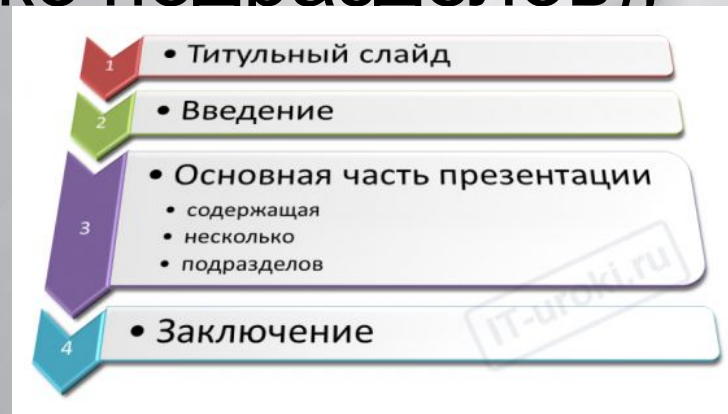 1
• Титульный слайд
2
• Введение
3
• Основная часть презентации
• содержащая
• несколько
• подразделов
4
• Заключение
IT-uroki.ru